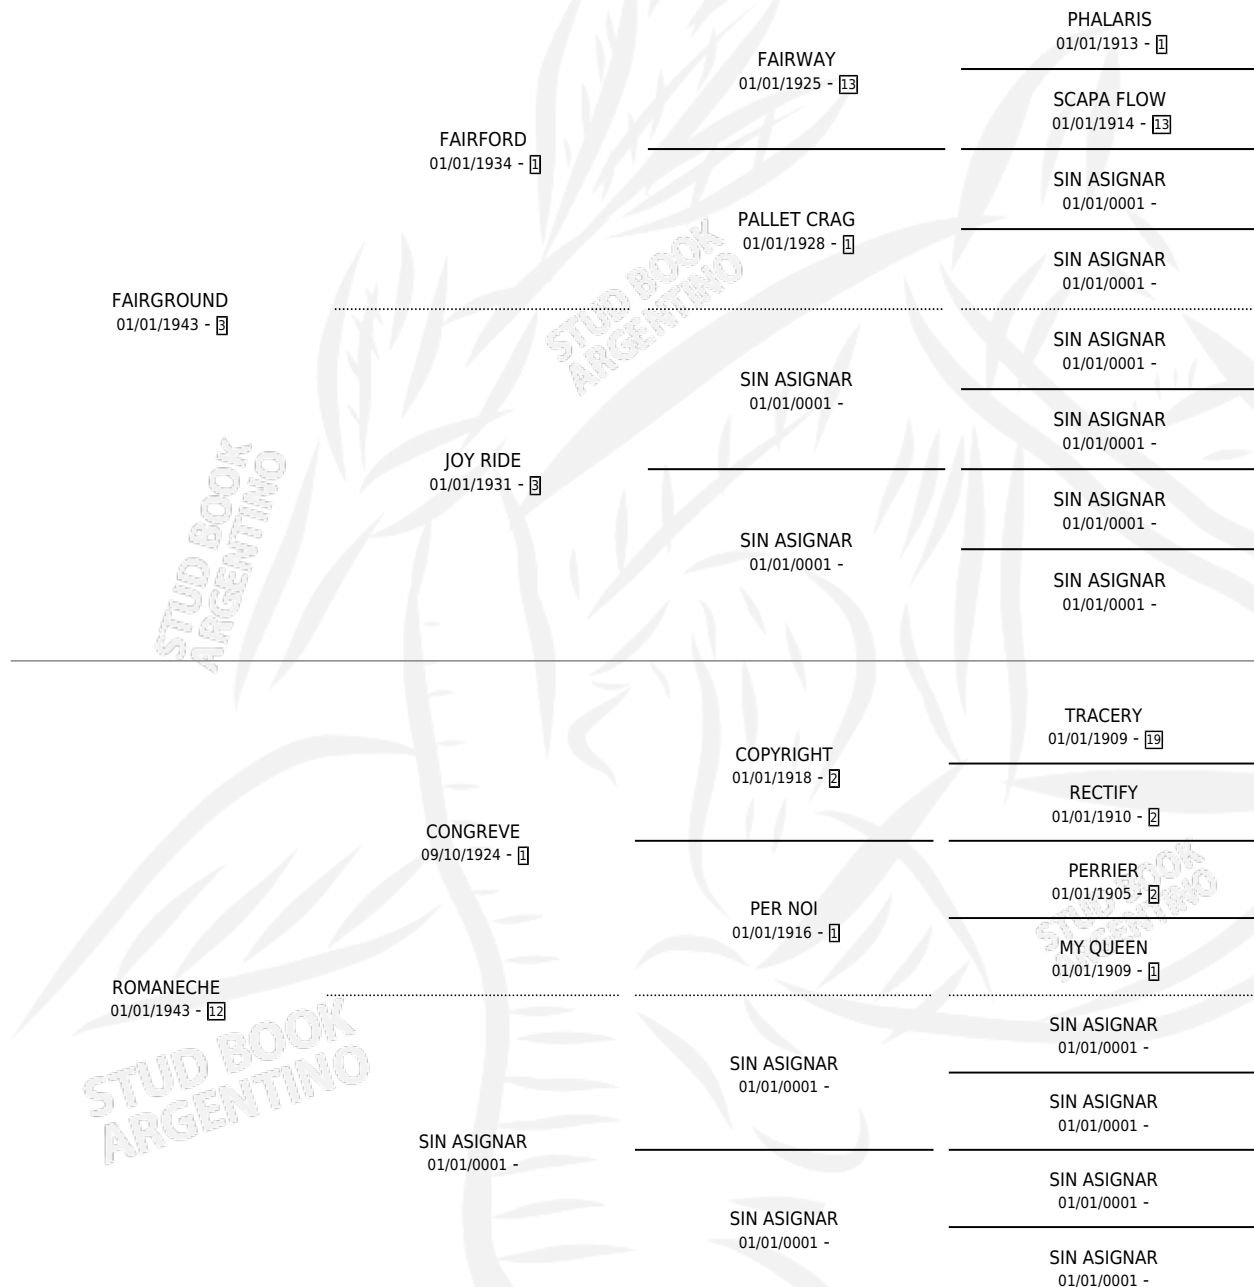 PHALARIS
01/01/1913 - 1
FAIRWAY
01/01/1925 - 13
SCAPA FLOW
01/01/1914 - 13
FAIRFORD
01/01/1934 - 1
SIN ASIGNAR
01/01/0001 -
PALLET CRAG
01/01/1928 - 1
SIN ASIGNAR
01/01/0001 -
FAIRGROUND
01/01/1943 - 3
SIN ASIGNAR
01/01/0001 -
SIN ASIGNAR
01/01/0001 -
SIN ASIGNAR
01/01/0001 -
JOY RIDE
01/01/1931 - 3
SIN ASIGNAR
01/01/0001 -
SIN ASIGNAR
01/01/0001 -
SIN ASIGNAR
01/01/0001 -
STUD BOOK
ARGENTINO
STUD BOOK
ARGENTINO
TRACERY
01/01/1909 - 19
COPYRIGHT
01/01/1918 - 2
RECTIFY
01/01/1910 - 2
CONGREVE
09/10/1924 - 1
PERRIER
01/01/1905 - 2
PER NOI
01/01/1916 - 1
MY QUEEN
01/01/1909 - 1
ROMANECHE
01/01/1943 - 12
SIN ASIGNAR
01/01/0001 -
SIN ASIGNAR
01/01/0001 -
SIN ASIGNAR
01/01/0001 -
SIN ASIGNAR
01/01/0001 -
SIN ASIGNAR
01/01/0001 -
SIN ASIGNAR
01/01/0001 -
SIN ASIGNAR
01/01/0001 -
STUD BOOK
ARGENTINO
STUD BOOK
ARGENTINO